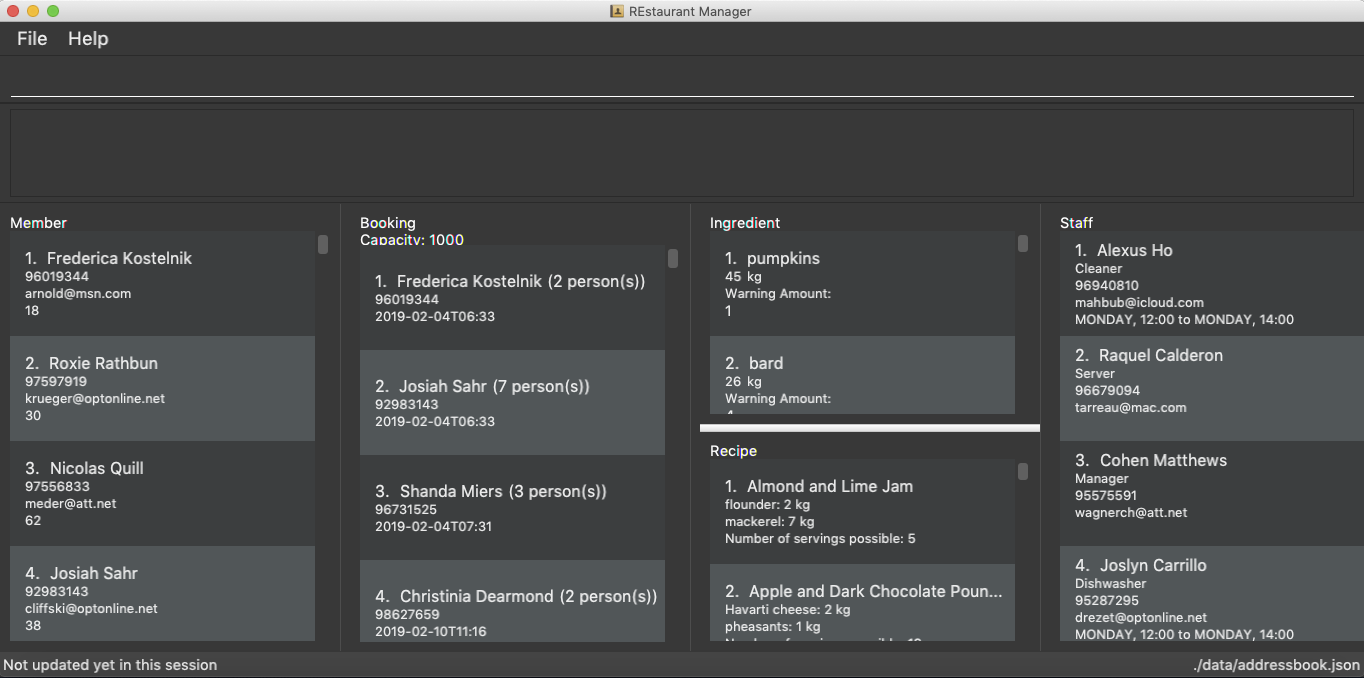 REstaurant Manager
File Help
Member
1. Frederica Kostelnik
96019344
arnold@msn.com
18
2. Roxie Rathbun
97597919
krueger@optonline.net
30
3. Nicolas Quill
97556833
meder@att.net
62
4. Josiah Sahr
92983143
cliffski@optonline.net
38
Booking
Capacity: 1000
1. Frederica Kostelnik (2 person(s))
96019344
2019-02-04T06:33
2. Josiah Sahr (7 person(s))
92983143
2019-02-04T06:33
3. Shanda Miers (3 person(s))
96731525
2019-02-04T07:31
4. Christinia Dearmond (2 person(s))
98627659
2019-02-10T11:16
Ingredient
1. pumpkins
45 kg
Warning Amount:
1
2. bard
26 kg
Warning Amount:
Recipe
1. Almond and Lime Jam
flounder: 2 kg
mackerel: 7 kg
Number of servings possible: 5
2. Apple and Dark Chocolate Poun...
Havarti cheese: 2 kg
pheasants: 1 kg
Staff
1. Alexus Ho
Cleaner
96940810
mahbub@icloud.com
MONDAY, 12:00 to MONDAY, 14:00
2. Raquel Calderon
Server
96679094
tarreau@mac.com
3. Cohen Matthews
Manager
95575591
wagnerch@att.net
4. Joslyn Carrillo
Dishwasher
95287295
drezet@optonline.net
MONDAY, 12:00 to MONDAY, 14:00
Not updated yet in this session
./data/addressbook.json